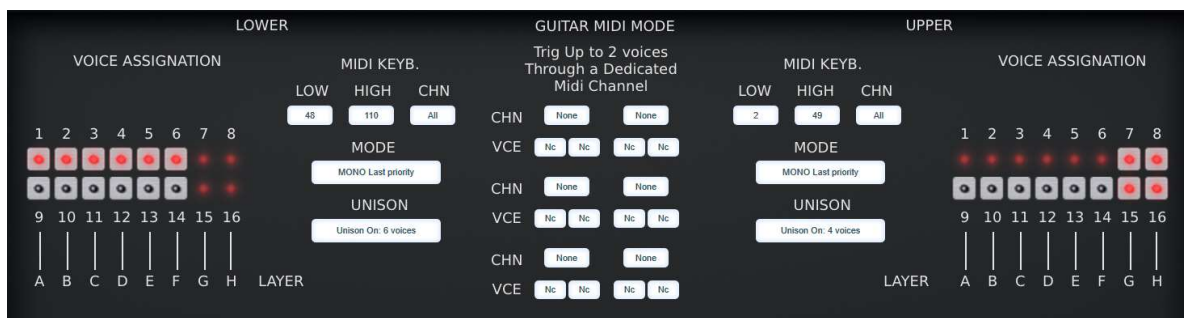 LOWER GUITAR MIDI MODE UPPER
VOICE ASSIGNATION
MIDI KEYB.
LOW HIGH CHN
48 110 All
MODE
MONO Last priority
UNISON
Unison On: 6 voices
1 2 3 4 5 6 7 8
9 10 11 12 13 14 15 16
A B C D E F G H LAYER
Trig Up to 2 voices
Through a Dedicated
Midi Channel
CHN None None
VCE Nc Nc Nc Nc
CHN None None
VCE Nc Nc Nc Nc
CHN None None
VCE Nc Nc Nc Nc
MIDI KEYB.
LOW HIGH CHN
2 49 All
MODE
MONO Last priority
UNISON
Unison On: 4 voices
VOICE ASSIGNATION
1 2 3 4 5 6 7 8
9 10 11 12 13 14 15 16
LAYER A B C D E F G H